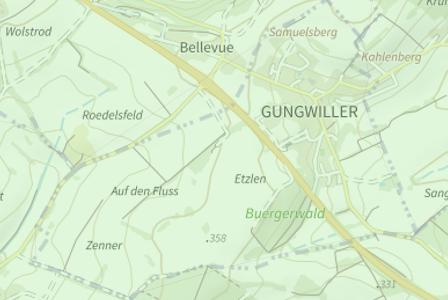 Wolstrod
Samuelsberg
Bellevue
Kahlenberg
GUNGWILLER
Roedelsfeld
Etzlen
Auf den Fluss
Buergerwald
.358
Zenner
.331